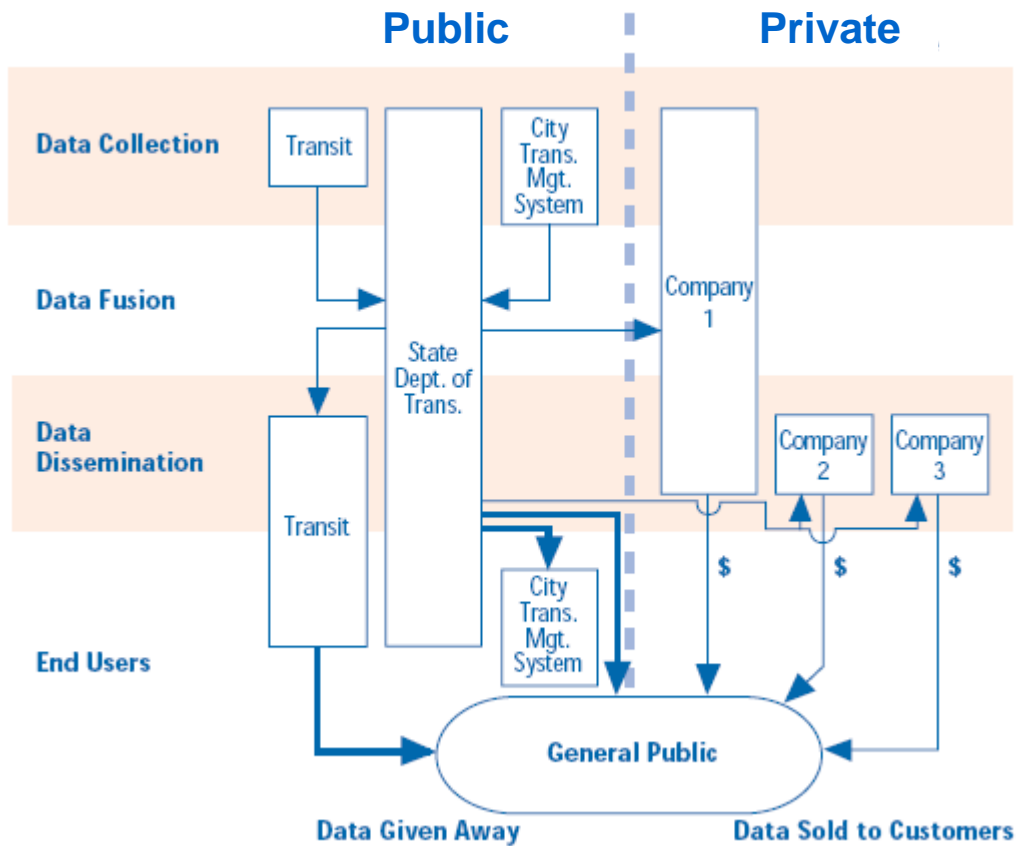 Public
Private
Data Collection
Transit
City
Trans.
Mgt.
System
Data Fusion
Company
1
State
Dept. of
Trans.
Data
Dissemination
Company
2
Company
3
Transit
$
$
$
City
Trans.
Mgt.
System
End Users
General Public
Data Given Away
Data Sold to Customers